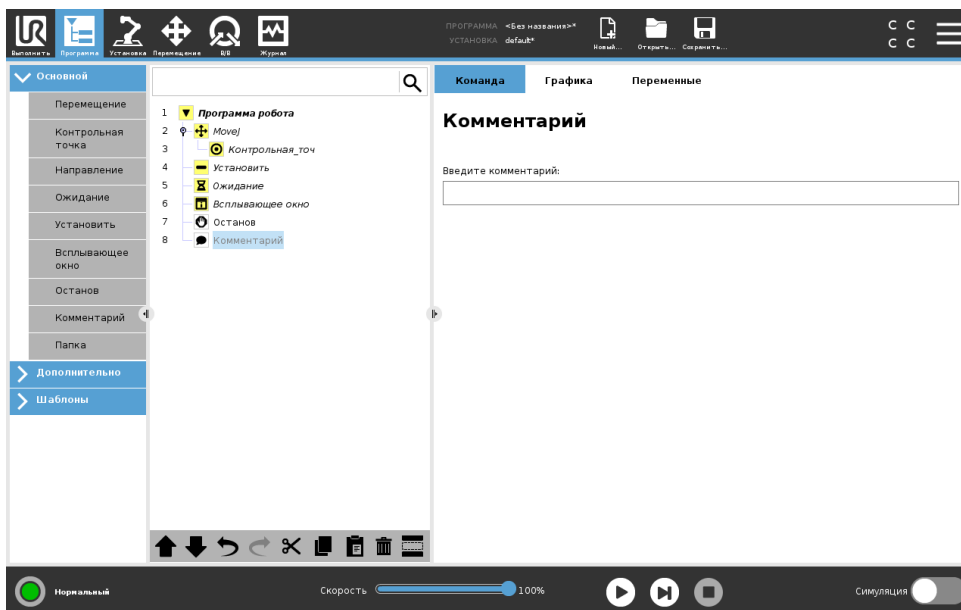 ПРОГРАММА <Без названия>*
УСТАНОВКА default*
Выполнить
Программа
Установка
Перемещение
В/В
Журнал
Новый...
Открыть...
Сохранить...
C C
C C
Основной
Перемещение
Контрольная
точка
Направление
Ожидание
Установить
Всплывающее
окно
Останов
Комментарий
Папка
Дополнительно
Шаблоны
1 Программа робота
2 MoveJ
3 Контрольная_точ
4 Установить
5 Ожидание
6 Всплывающее окно
7 Останов
8 Комментарий
Команда
Графика
Переменные
Комментарий
Введите комментарий:
Нормальный
Скорость
100%
Симуляция